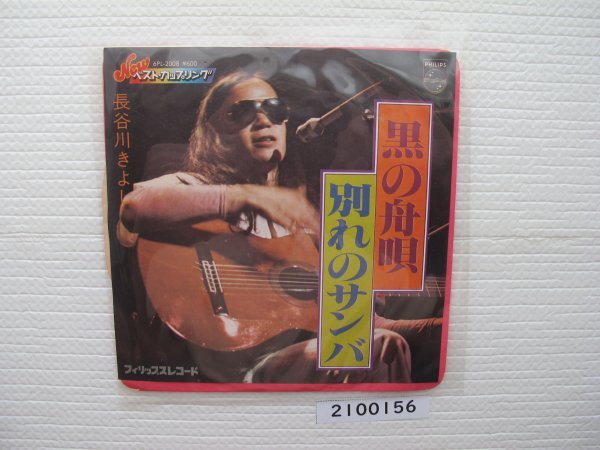 New
ベスト・カップリング
6PL-2008 ¥600
PHILIPS
長谷川きよし
黒の舟唄
別れのサンバ
フィリップスレコード
2100156